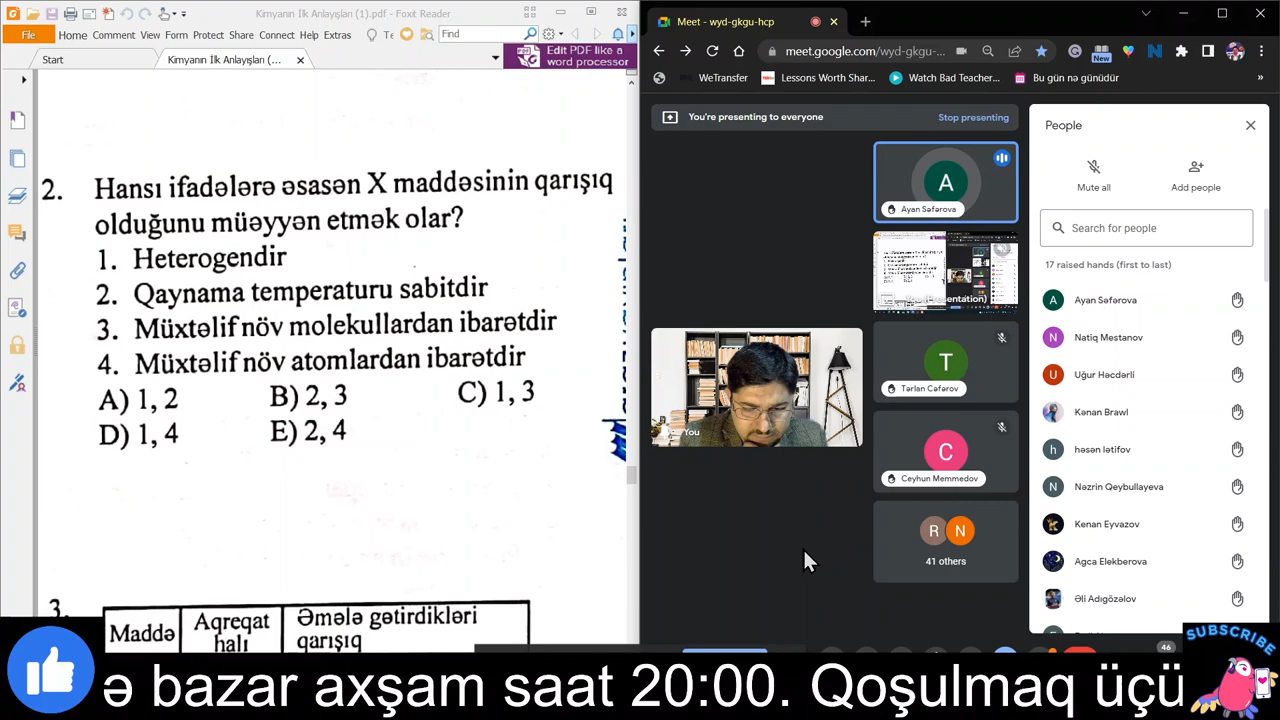 Kimyanın İlk Anlayışları-(1).pdf - Foxit Reader
File Home Comment View Form Protect Share Connect Help Extras Find
Start
Kimyanın İlk Anlayışları (...
Edit PDF like a
word processor
2. Hansı ifadələrə əsasən X maddəsinin qarışıq
olduğunu müəyyən etmək olar?
1. Heterogendir
2. Qaynama temperaturu sabitdir
3. Müxtəlif növ molekullardan ibarətdir
4. Müxtəlif növ atomlardan ibarətdir
A) 1, 2 B) 2, 3 C) 1, 3
D) 1, 4 E) 2, 4
3.
Maddə
Aqreqat
halı
Əmələ gətirdikləri
qarışıq
Meet - wyd-gkgu-hcp
meet.google.com/wyd-gkgu-...
New
WeTransfer
Lessons Worth Shar...
Watch Bad Teacher...
Bu gün nə günüdür
You're presenting to everyone
Stop presenting
A
Ayan Səfərova
T
Tərlan Cəfərov
C
Ceyhun Memmedov
R N
41 others
You
People
Mute all
Add people
Search for people
17 raised hands (first to last)
A Ayan Səfərova
N Natiq Mestanov
U Uğur Həcdərli
Kənan Brawl
h həsən lətifov
N Nəzrin Qeybullayeva
Kenan Eyvazov
Agca Elekberova
Əli Adıgözəlov
46
SUBSCRIBE
ə bazar axşam saat 20:00. Qoşulmaq üçü